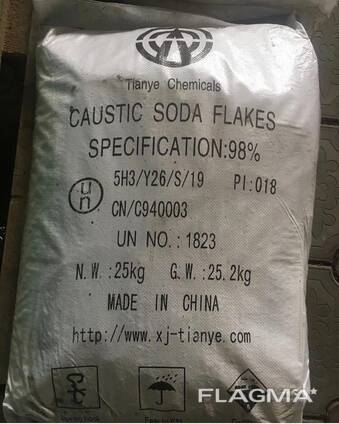 Tianye Chemicals
CAUSTIC SODA FLAKES
SPECIFICATION:98%
5H3/Y26/S/19 PI:018
un
CN/C940003
UN NO.: 1823
N.W.:25kg G.W.:25.2kg
MADE IN CHINA
http://www.xj-tianye.com
FLAGMA